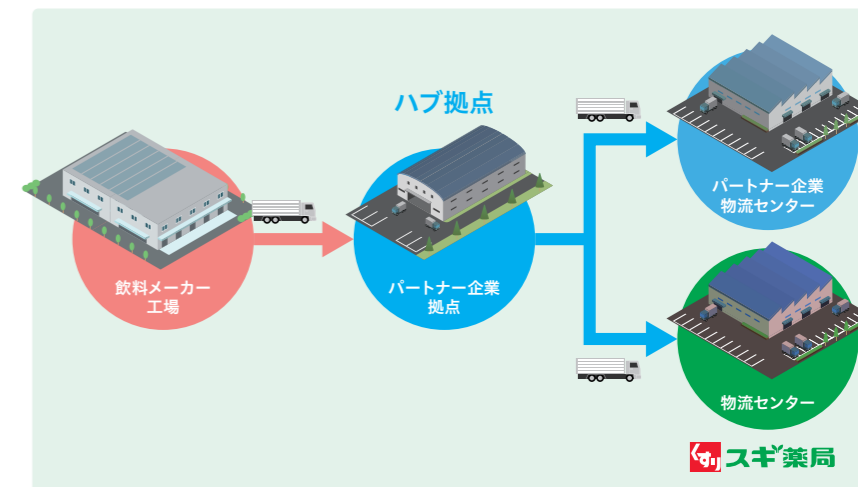 ハブ拠点
飲料メーカー
工場
パートナー企業
拠点
パートナー企業
物流センター
物流センター
くすり スギ薬局